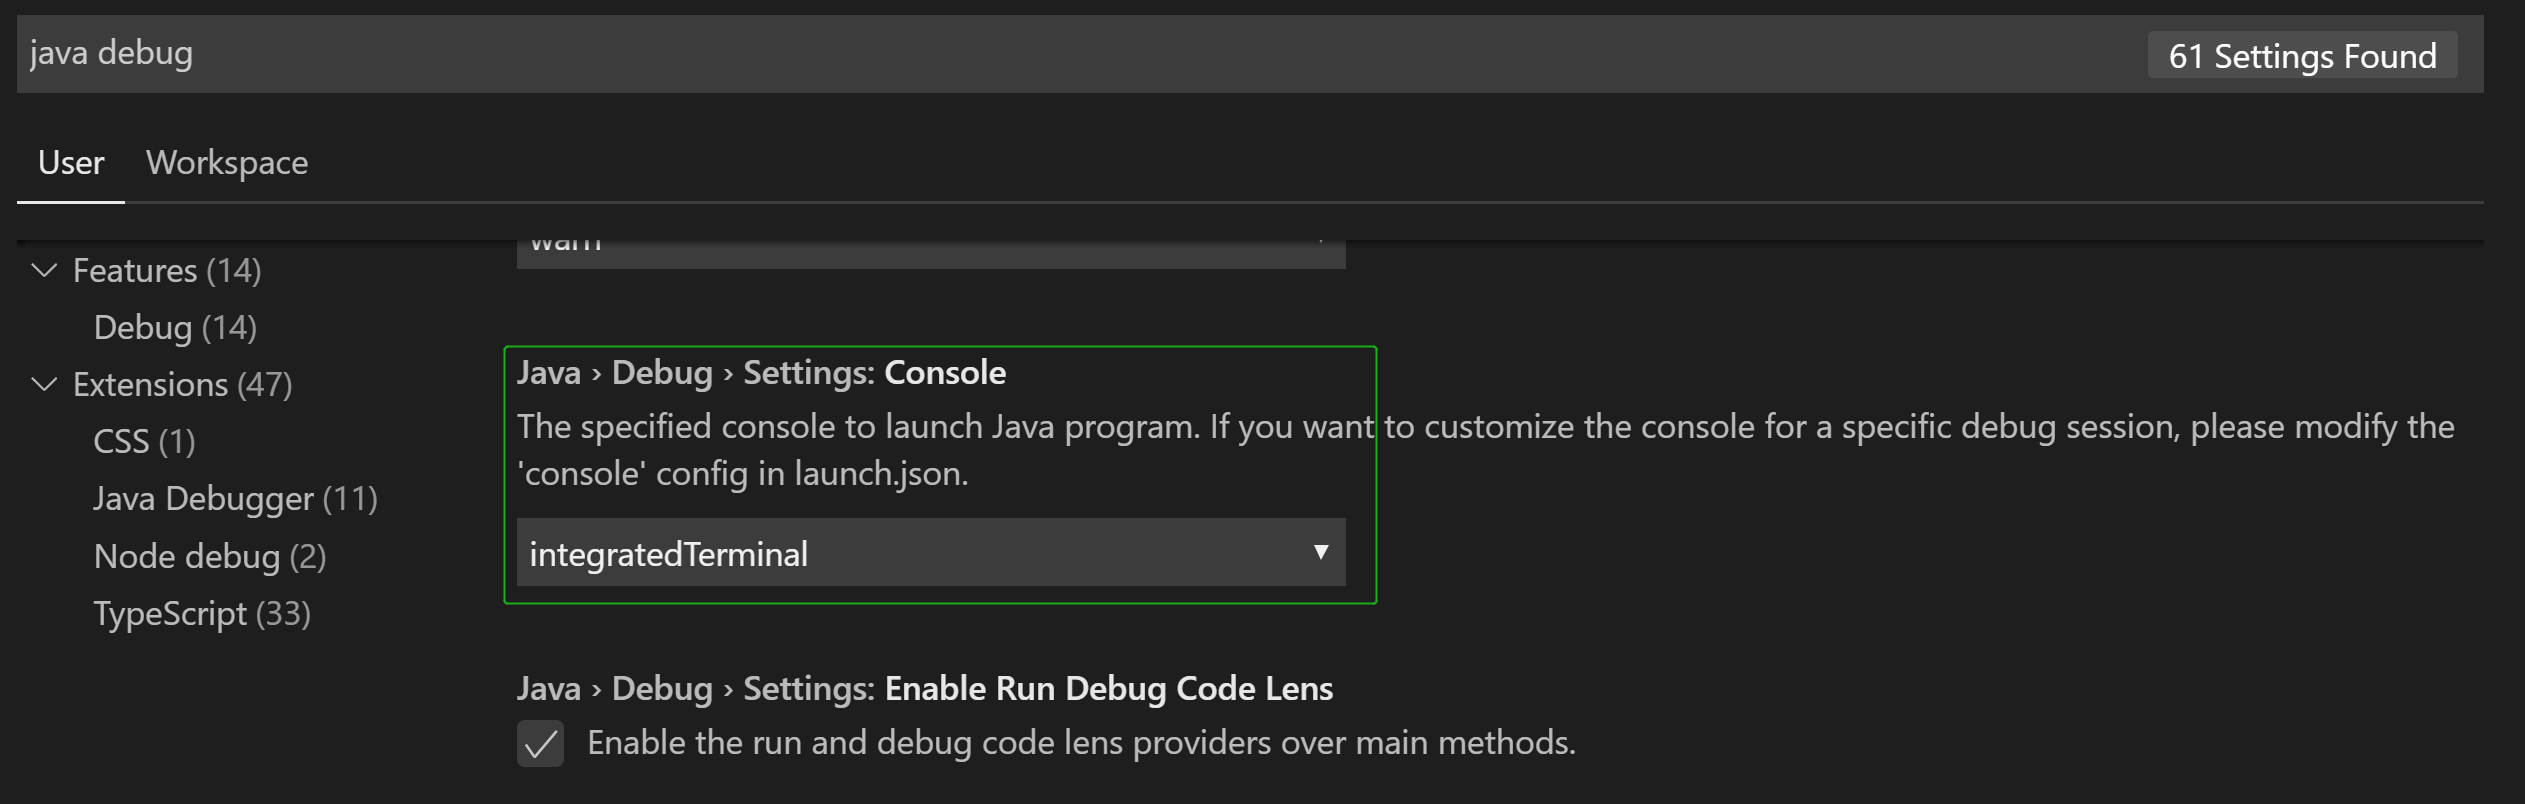 java debug
61 Settings Found
User
Workspace
Features (14)
Debug (14)
Extensions (47)
CSS (1)
Java Debugger (11)
Node debug (2)
TypeScript (33)
warn
Java › Debug › Settings: Console
The specified console to launch Java program. If you want to customize the console for a specific debug session, please modify the
'console' config in launch.json.
integratedTerminal
Java › Debug › Settings: Enable Run Debug Code Lens
Enable the run and debug code lens providers over main methods.